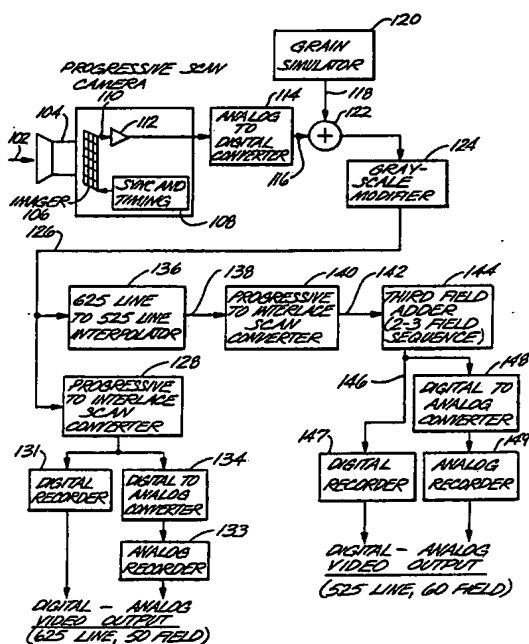 120
GRAIN
SIMULATOR
PROGRESSIVE SCAN
CAMERA
110
104
102
112
114
ANALOG
TO
DIGITAL
CONVERTER
118
122
116
124
GRAY-
SCALE
MODIFIER
IMAGER
106
SYNC AND
TIMING
108
126
136
625 LINE
TO 525 LINE
INTERPOLATOR
138
140
PROGRESSIVE
TO INTERLACE
SCAN
CONVERTER
142
144
THIRD FIELD
ADDER
(2-3 FIELD
SEQUENCE)
128
PROGRESSIVE
TO INTERLACE
SCAN
CONVERTER
146
148
DIGITAL TO
ANALOG
CONVERTER
131
DIGITAL
RECORDER
134
DIGITAL TO
ANALOG
CONVERTER
147
DIGITAL
RECORDER
149
ANALOG
RECORDER
133
ANALOG
RECORDER
DIGITAL - ANALOG
VIDEO OUTPUT
(525 LINE, 60 FIELD)
DIGITAL - ANALOG
VIDEO OUTPUT
(625 LINE, 50 FIELD)